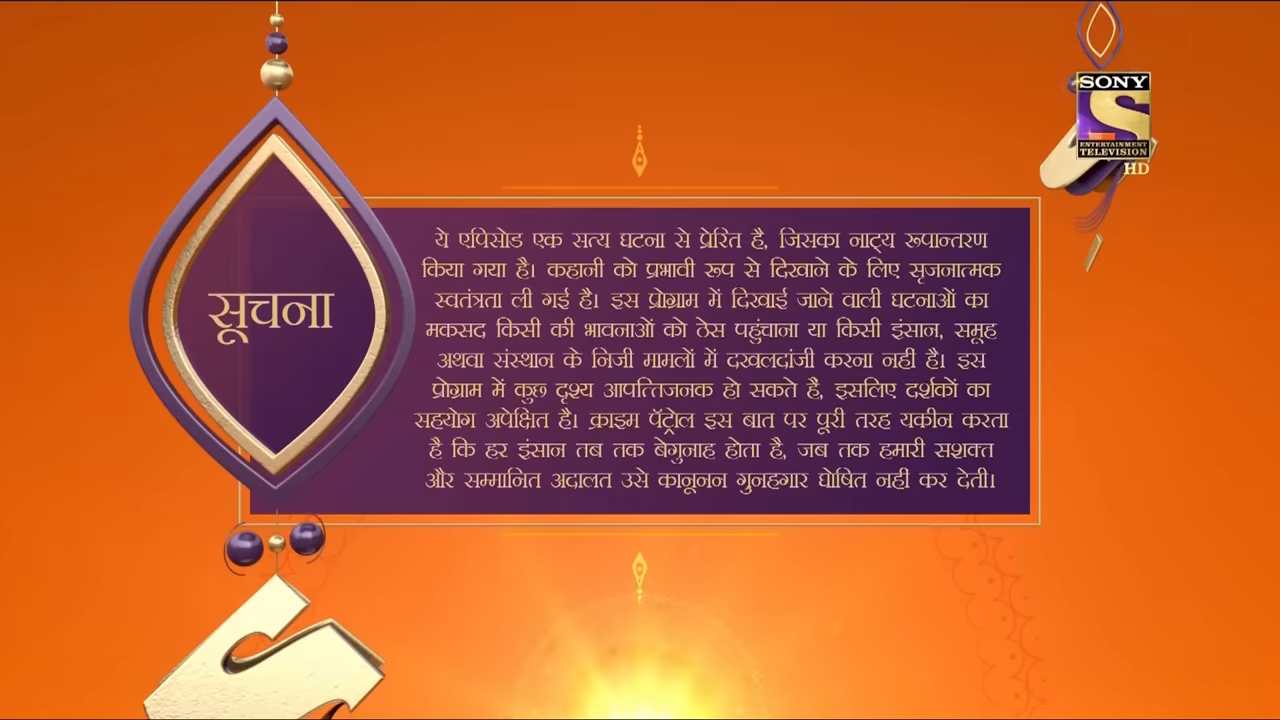 सूचना
ये एपिसोड एक सत्य घटना से प्रेरित है, जिसका नाट्य रूपान्तरण
किया गया है। कहानी को प्रभावी रूप से दिखाने के लिए सृजनात्मक
स्वतंत्रता ली गई है। इस प्रोग्राम में दिखाई जाने वाली घटनाओं का
मकसद किसी की भावनाओं को ठेस पहुंचाना या किसी इंसान, समूह
अथवा संस्थान के निजी मामलों में दखलदांजी करना नहीं है। इस
प्रोग्राम में कुछ दृश्य आपत्तिजनक हो सकते हैं, इसलिए दर्शकों का
सहयोग अपेक्षित है। क्राइम पॅट्रोल इस बात पर पूरी तरह यकीन करता
है कि हर इंसान तब तक बेगुनाह होता है, जब तक हमारी सशक्त
और सम्मानित अदालत उसे कानूनन गुनहगार घोषित नहीं कर देती।
SONY
ENTERTAINMENT
TELEVISION
HD